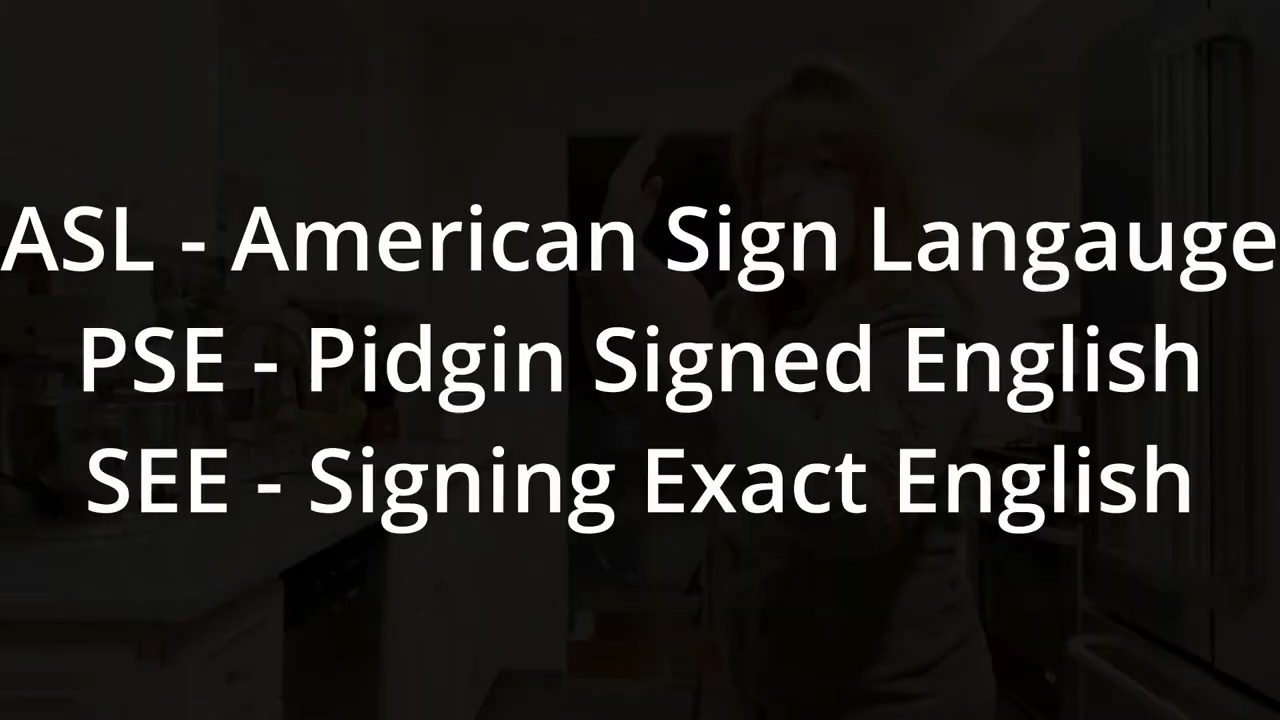 ASL - American Sign Langauge
PSE - Pidgin Signed English
SEE - Signing Exact English